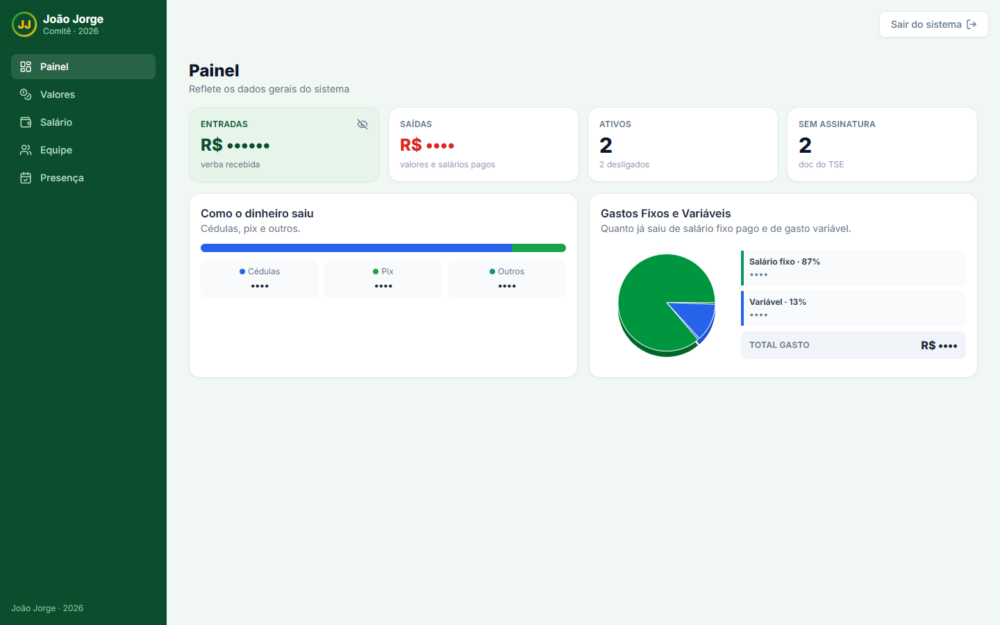 JJ
João Jorge
Comitê · 2026
Painel
Valores
Salário
Equipe
Presença
João Jorge · 2026
Sair do sistema
Painel
Reflete os dados gerais do sistema
ENTRADAS
R$ ••••••
verba recebida
SAÍDAS
R$ ••••
valores e salários pagos
ATIVOS
2
2 desligados
SEM ASSINATURA
2
doc do TSE
Como o dinheiro saiu
Cédulas, pix e outros.
Cédulas
••••
Pix
••••
Outros
••••
Gastos Fixos e Variáveis
Quanto já saiu de salário fixo pago e de gasto variável.
Salário fixo · 87%
••••
Variável · 13%
••••
TOTAL GASTO R$ ••••